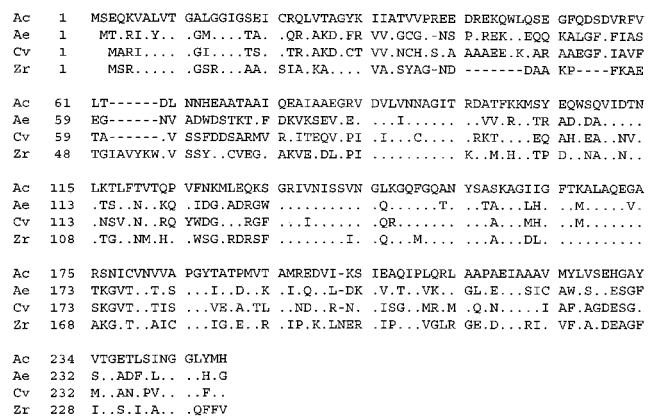 Ac 1 MSEQKVALVT GALGGIGSEI CRQLVTAGYK IIATVVPREE DREKQWLQSE GFQDSDVRFV
Ae 1 MT.RI.Y.. .GM....TA.. .QR.AKD.FR VV.GCG.-NSP.REK..EQQ KALGF.FIAS
Cv 1 MARI.... .GI....TS.. .TR.AKD.CT VVV.NCH.S.A AAAEE.K.AR AAEGF.IAVF
Zr 1 MSR..... .GSR...AA. SIA.KA.... VA.SYAG-ND -------DAA KP----FKAE
Ac 61 LT------DL NNHEAATAAI QEAIAAEGRV DVLVNNAGIT RDATFKKMSY EQWSQVIDTN
Ae 59 EG------NV ADWDSTKT.F DKVKSEV.E. ...I...... ...VV.R..TR AD.DA.....
Cv 59 TA------.V SSFDDSARMV R.ITEQV.PI .I...C.... ..RKT....EQ AH.EA..NV.
Zr 48 TGIAVYKW.V SSY..CVEG. AKVE.DL.PI .......... K..M.H..TP D..NA..N..
Ac 115 LKTLFTVTQP VFNKMLEQKS GRIVNISSVN GLKGQFGQAN YSASKAGIIG FTKALAQEGA
Ae 113 .TS..N..KQ .IDG.ADRGW .......... .Q.....T.. ..TA...LH. ..M.....V.
Cv 113 .NSV.N..RQ YWDG...RGF ...I...... .QR....... ...A...MH. ..M.......
Zr 108 .TG..NM.H. .WSG.RDRSF .......I. .Q...M.... ...A..DL.. ..........
Ac 175 RSNICVNVVA PGYTATPMVT AMREDVI-KS IEAQIPLQRL AAPAEIAAAV MYLVSEHGAY
Ae 173 TKGVT..T.S ...I..D..K .I.Q..L-DK .V.T..VK.. GL.E...SIC A.W.S..ESGF
Cv 173 SKGVT..TIS ...VE.A.TL ..ND..R-N. .ISG..MR.M .Q.N.....I AF.AGDESG.
Zr 168 AKG.T..AIC ...IG.E..R .IP.K.LNER .IP...VGLR GE.D...RI. VF.A.DEAGF
Ac 234 VTGETLSING GLYMH
Ae 232 S..ADF.L.. ..H.G
Cv 232 M..AN.PV.. ..F..
Zr 228 I..S.I.A.. .QFFV